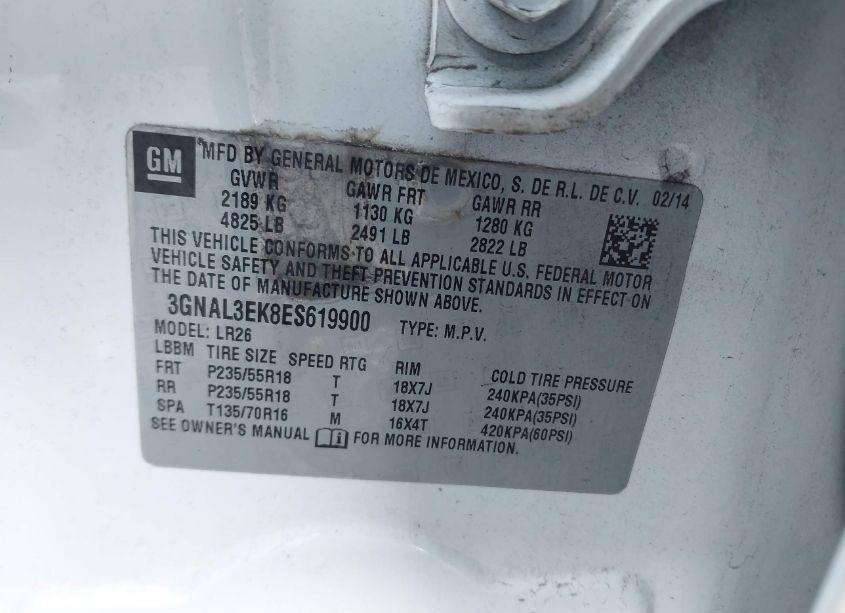 GM MFD BY GENERAL MOTORS DE MEXICO, S. DE R.L. DE C.V. 02/14
GVWR GAWR FRT GAWR RR
2189 KG 1130 KG 1280 KG
4825 LB 2491 LB 2822 LB
THIS VEHICLE CONFORMS TO ALL APPLICABLE U.S. FEDERAL MOTOR
VEHICLE SAFETY AND THEFT PREVENTION STANDARDS IN EFFECT ON
THE DATE OF MANUFACTURE SHOWN ABOVE.
3GNAL3EK8ES619900 TYPE: M.P.V.
MODEL: LR26
LBBM TIRE SIZE SPEED RTG RIM COLD TIRE PRESSURE
FRT P235/55R18 T 18X7J 240KPA(35PSI)
RR P235/55R18 T 18X7J 240KPA(35PSI)
SPA T135/70R16 M 16X4T 420KPA(60PSI)
SEE OWNER'S MANUAL FOR MORE INFORMATION.